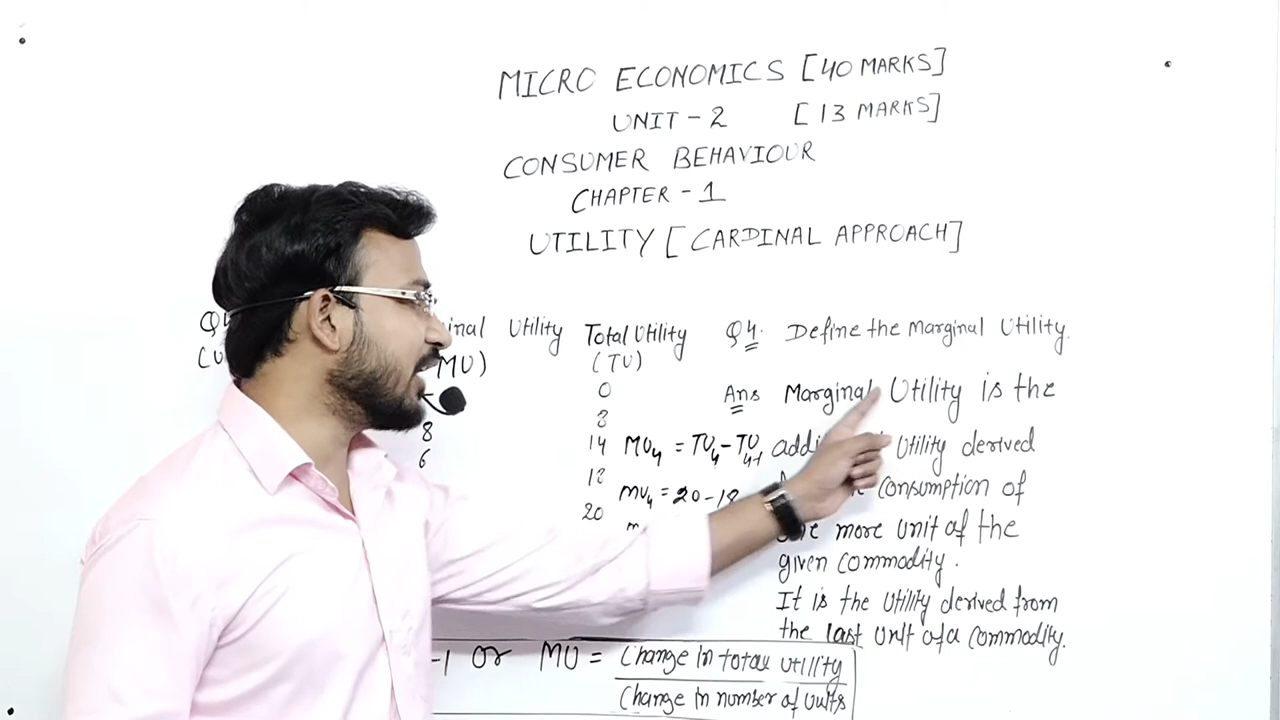 MICRO ECONOMICS [40 MARKS]
UNIT - 2 [13 MARKS]
CONSUMER BEHAVIOUR
CHAPTER - 1
UTILITY [CARDINAL APPROACH]
Utility
MU)
8
6
Total Utility
(TU)
0
8
14
18
20
MU4 = TU4 - TU4-1
MU4 = 20-18
Q4. Define the Marginal Utility.
Ans Marginal Utility is the
Utility derived
Consumption of
more unit of the
given Commodity.
It is the Utility derived from
the last unit of a Commodity.
-1 or MU = Change in total utility
Change in number of units